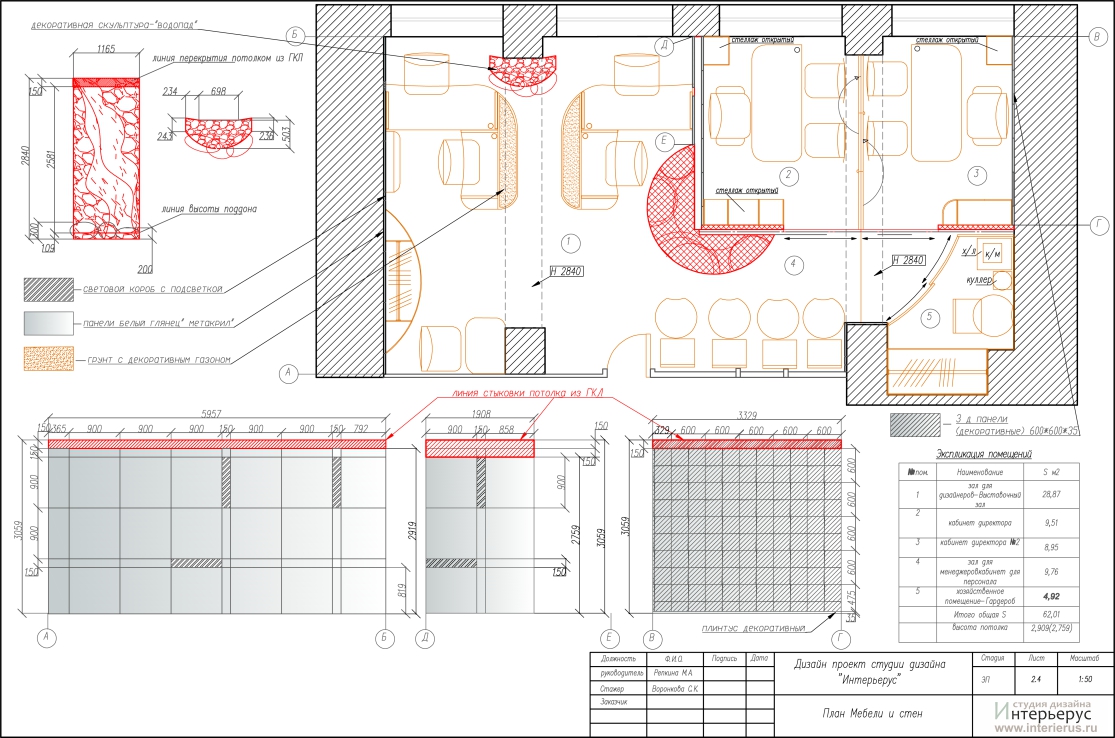 декоративная скульптура-"водопад"
1165
линия перекрытия потолком из ГКЛ
150
2840
2581
300
109
200
линия высоты поддона
234
698
243
236
503
световой короб с подсветкой
панели белый глянец" метакрил"
грунт с декоративным газоном
Б
А
Д
Е
В
Г
стеллаж открытый
стеллаж открытый
стеллаж открытый
1
2
3
4
5
Н 2840
Н 2840
х/л
к/м
куллер
линия стыковки потолка из ГКЛ
5957
150
365
900
900
900
150
900
900
150
792
150
900
900
150
3059
819
2919
А
Б
1908
900
150
858
150
150
900
2759
3059
150
Д
Е
3329
329
600
600
600
600
600
150
150
3059
600
600
600
600
475
35
В
Г
плинтус декоративный
3 д панели
(декоративные) 600*600*35
Экспликация помещений
№пом. Наименование S м2
1 зал для дизайнеров-Выставочный зал 28,87
2 кабинет директора 9,51
3 кабинет директора №2 8,95
4 зал для менеджеровкабинет для персонала 9,76
5 хозяйственное помещение-Гардероб 4,92
Итого общая S 62,01
Высота потолка 2,909(2,759)
Должность Ф.И.О. Подпись Дата
руководитель Репкина М.А.
Стажер Воронкова С.К.
Заказчик
Дизайн проект студии дизайна
"Интерьерус"
План Мебели и стен
Стадия Лист Масштаб
ЭП 2.4 1:50
студия дизайна
Интерьерус
www.interierus.ru